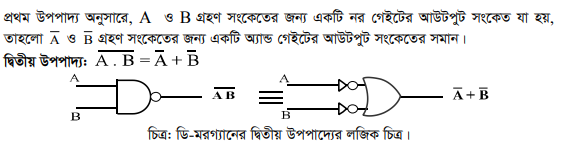 প্রথম উপপাদ্য অনুসারে, A ও B গ্রহণ সংকেতের জন্য একটি নর গেইটের আউটপুট সংকেত যা হয়,
তাহলো A̅ ও B̅ গ্রহণ সংকেতের জন্য একটি অ্যান্ড গেইটের আউটপুট সংকেতের সমান।
দ্বিতীয় উপপাদ্য: A̅ ̅.̅ ̅B̅ = A̅ + B̅
A
B
A̅ ̅B̅
A
B
A̅ + B̅
চিত্র: ডি-মরগ্যানের দ্বিতীয় উপপাদ্যের লজিক চিত্র।